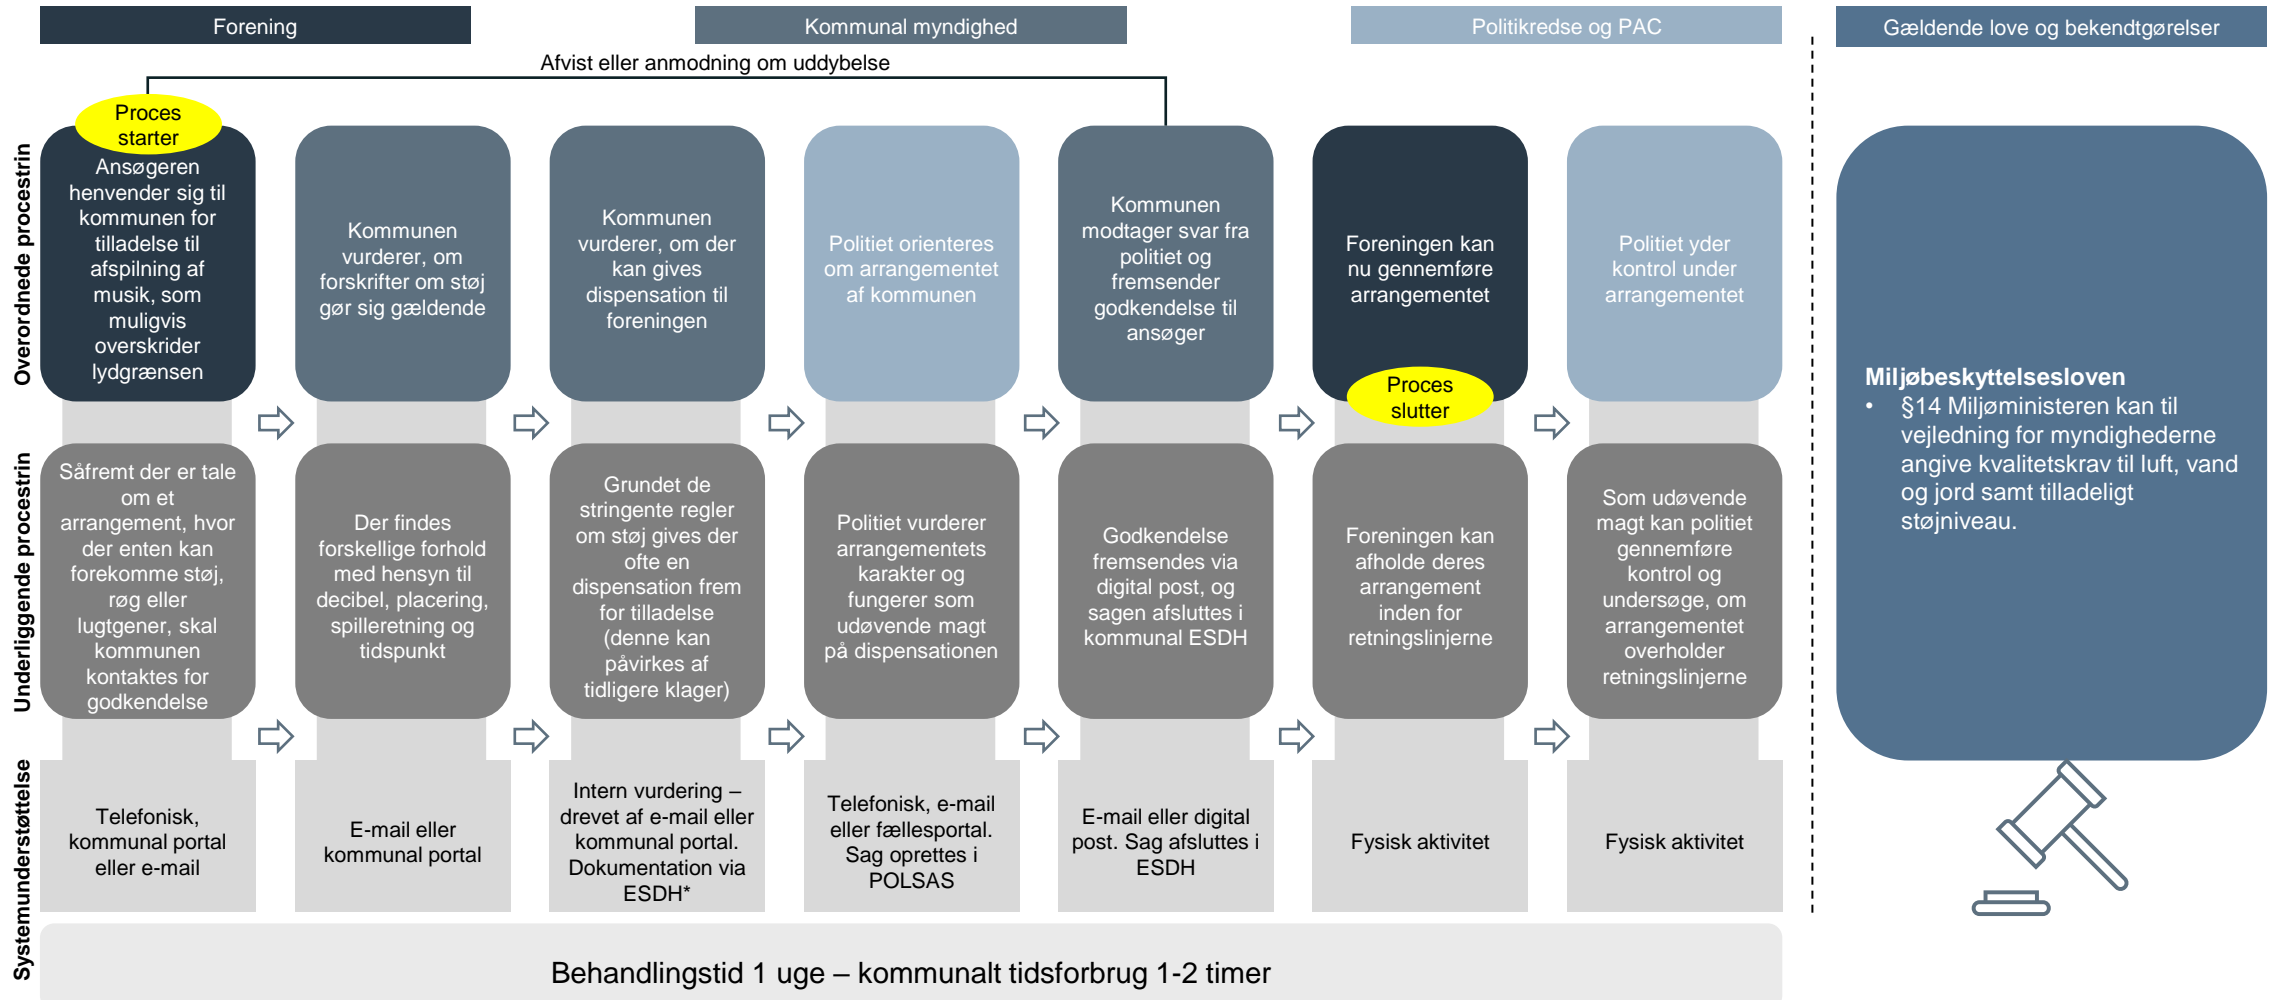 Forening
Kommunal myndighed
Politikredse og PAC
Gældende love og bekendtgørelser
Afvist eller anmodning om uddybelse
Overordnede procestrin
Proces
starter
Ansøgeren
henvender sig til
kommunen for
tilladelse til
afspilning af
musik, som
muligvis
overskrider
lydgrænsen
Kommunen
vurderer, om
forskrifter om støj
gør sig gældende
Kommunen
vurderer, om der
kan gives
dispensation til
foreningen
Politiet orienteres
om arrangementet
af kommunen
Kommunen
modtager svar fra
politiet og
fremsender
godkendelse til
ansøger
Foreningen kan
nu gennemføre
arrangementet
Proces
slutter
Politiet yder
kontrol under
arrangementet
Underliggende procestrin
Såfremt der er tale
om et
arrangement, hvor
der enten kan
forekomme støj,
røg eller
lugtgener, skal
kommunen
kontaktes for
godkendelse
Der findes
forskellige forhold
med hensyn til
decibel, placering,
spilleretning og
tidspunkt
Grundet de
stringente regler
om støj gives der
ofte en
dispensation frem
for tilladelse
(denne kan
påvirkes af
tidligere klager)
Politiet vurderer
arrangementets
karakter og
fungerer som
udøvende magt
på dispensationen
Godkendelse
fremsendes via
digital post, og
sagen afsluttes i
kommunal ESDH
Foreningen kan
afholde deres
arrangement
inden for
retningslinjerne
Som udøvende
magt kan politiet
gennemføre
kontrol og
undersøge, om
arrangementet
overholder
retningslinjerne
Systemunderstøttelse
Telefonisk,
kommunal portal
eller e-mail
E-mail eller
kommunal portal
Intern vurdering –
drevet af e-mail eller
kommunal portal.
Dokumentation via
ESDH*
Telefonisk, e-mail
eller fællesportal.
Sag oprettes i
POLSAS
E-mail eller digital
post. Sag afsluttes i
ESDH
Fysisk aktivitet
Fysisk aktivitet
Behandlingstid 1 uge – kommunalt tidsforbrug 1-2 timer
Miljøbeskyttelsesloven
• §14 Miljøministeren kan til
vejledning for myndighederne
angive kvalitetskrav til luft, vand
og jord samt tilladeligt
støjniveau.